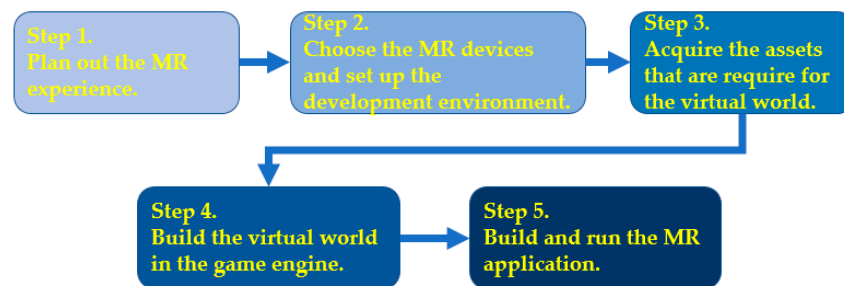 Step 1.
Plan out the MR
experience.
Step 2.
Choose the MR devices
and set up the
development environment.
Step 3.
Acquire the assets
that are require for
the virtual world.
Step 4.
Build the virtual world
in the game engine.
Step 5.
Build and run the MR
application.